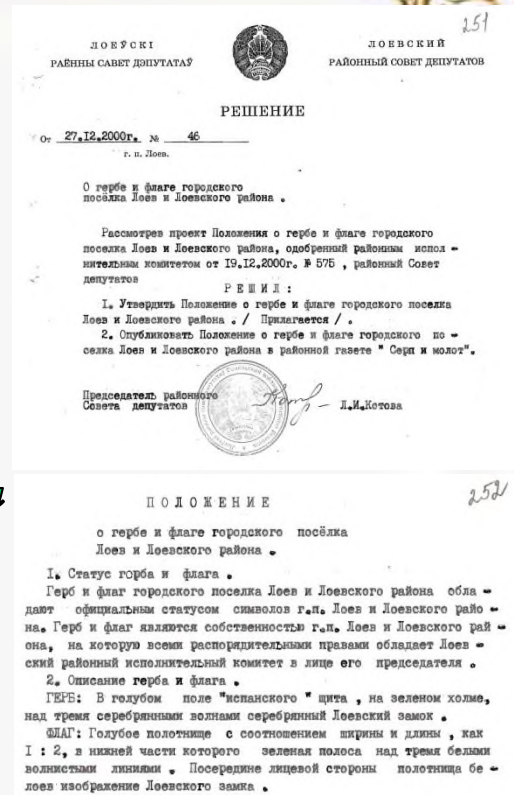 251
ЛОЕЎСКІ
РАЁННЫ САВЕТ ДЭПУТАТАЎ
ЛОЕВСКИЙ
РАЙОННЫЙ СОВЕТ ДЕПУТАТОВ
РЕШЕНИЕ
От 27.I2.2000г. № 46
г. п. Лоев.
О гербе и флаге городского
посёлка Лоев и Лоевского района .
Рассмотрев проект Положения о гербе и флаге городского
поселка Лоев и Лоевского района, одобренный районным испол -
нительным комитетом от I9.I2.2000г. № 575 , районный Совет
депутатов
РЕШИЛ:
I. Утвердить Положение о гербе и флаге городского поселка
Лоев и Лоевского района . / Прилагается / .
2. Опубликовать Положение о гербе и флаге городского по -
селка Лоев и Лоевского района в районной газете " Серп и молот".
Председатель районного
Совета депутатов Л.И.Котова
252
ПОЛОЖЕНИЕ
о гербе и флаге городского посёлка
Лоев и Лоевского района .
I. Статус горба и флага .
Герб и флаг городского поселка Лоев и Лоевского района обла -
дают официальным статусом символов г.п. Лоев и Лоевского райо -
на. Герб и флаг являются собственностью г.п. Лоев и Лоевского рай -
она, на которую всеми распорядительными правами обладает Лоев -
ский районный исполнительный комитет в лице его председателя .
2. Описание герба и флага .
ГЕРБ: В голубом поле "испанского " щита , на зеленом холме,
над тремя серебрянными волнами серебрянный Лоевский замок .
ФЛАГ: Голубое полотнище с соотношением ширины и длины , как
I : 2, в нижней части которого зеленая полоса над тремя белыми
волнистыми линиями . Посередине лицевой стороны полотнища бе -
лоев изображение Лоевского замка .